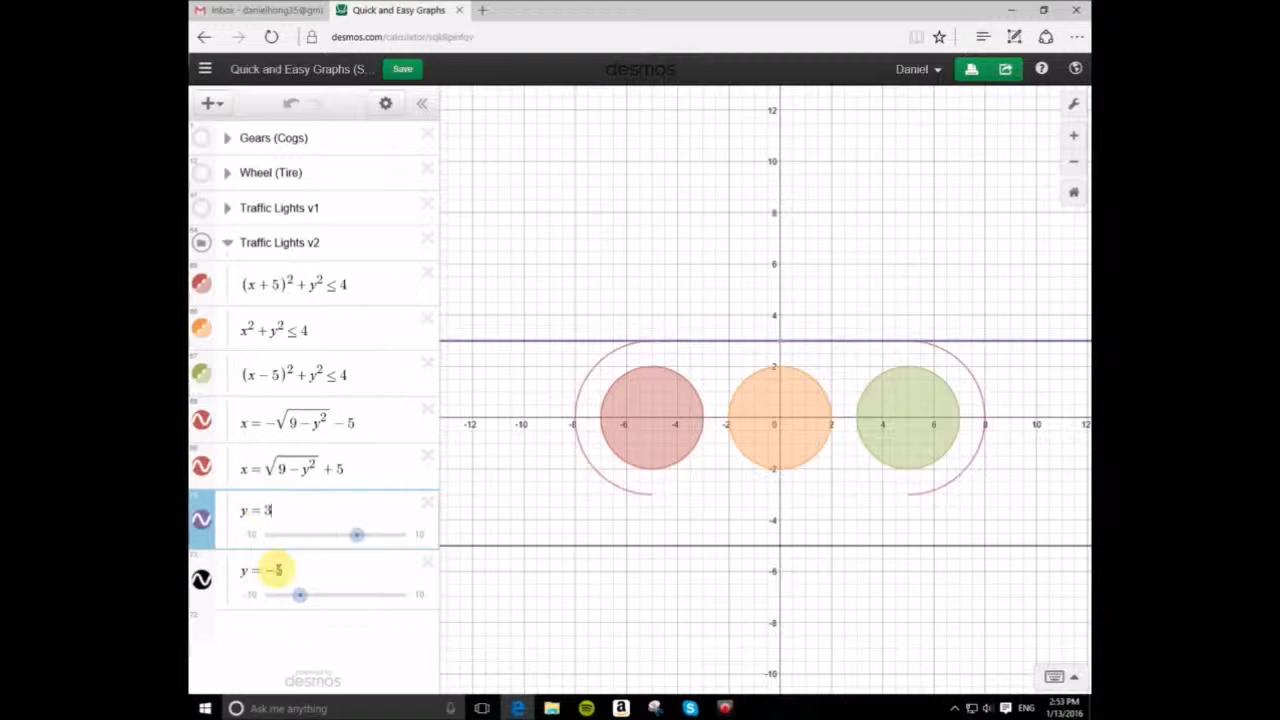 Inbox - danielhong35@gm
Quick and Easy Graphs
desmos.com/calculator/
Quick and Easy Graphs (S...
Save
desmos
Daniel
Gears (Cogs)
Wheel (Tire)
Traffic Lights v1
Traffic Lights v2
(x + 5)² + y² ≤ 4
x² + y² ≤ 4
(x − 5)² + y² ≤ 4
x = −√(9 − y²) − 5
x = √(9 − y²) + 5
y = 3
-10 10
y = −5
-10 10
72
powered by
desmos
12
10
8
6
4
2
-12 -10 -8 -6 -4 -2 0 2 4 6 8 10 12
-2
-4
-6
-8
-10
Ask me anything
ENG
2:53 PM
1/13/2016